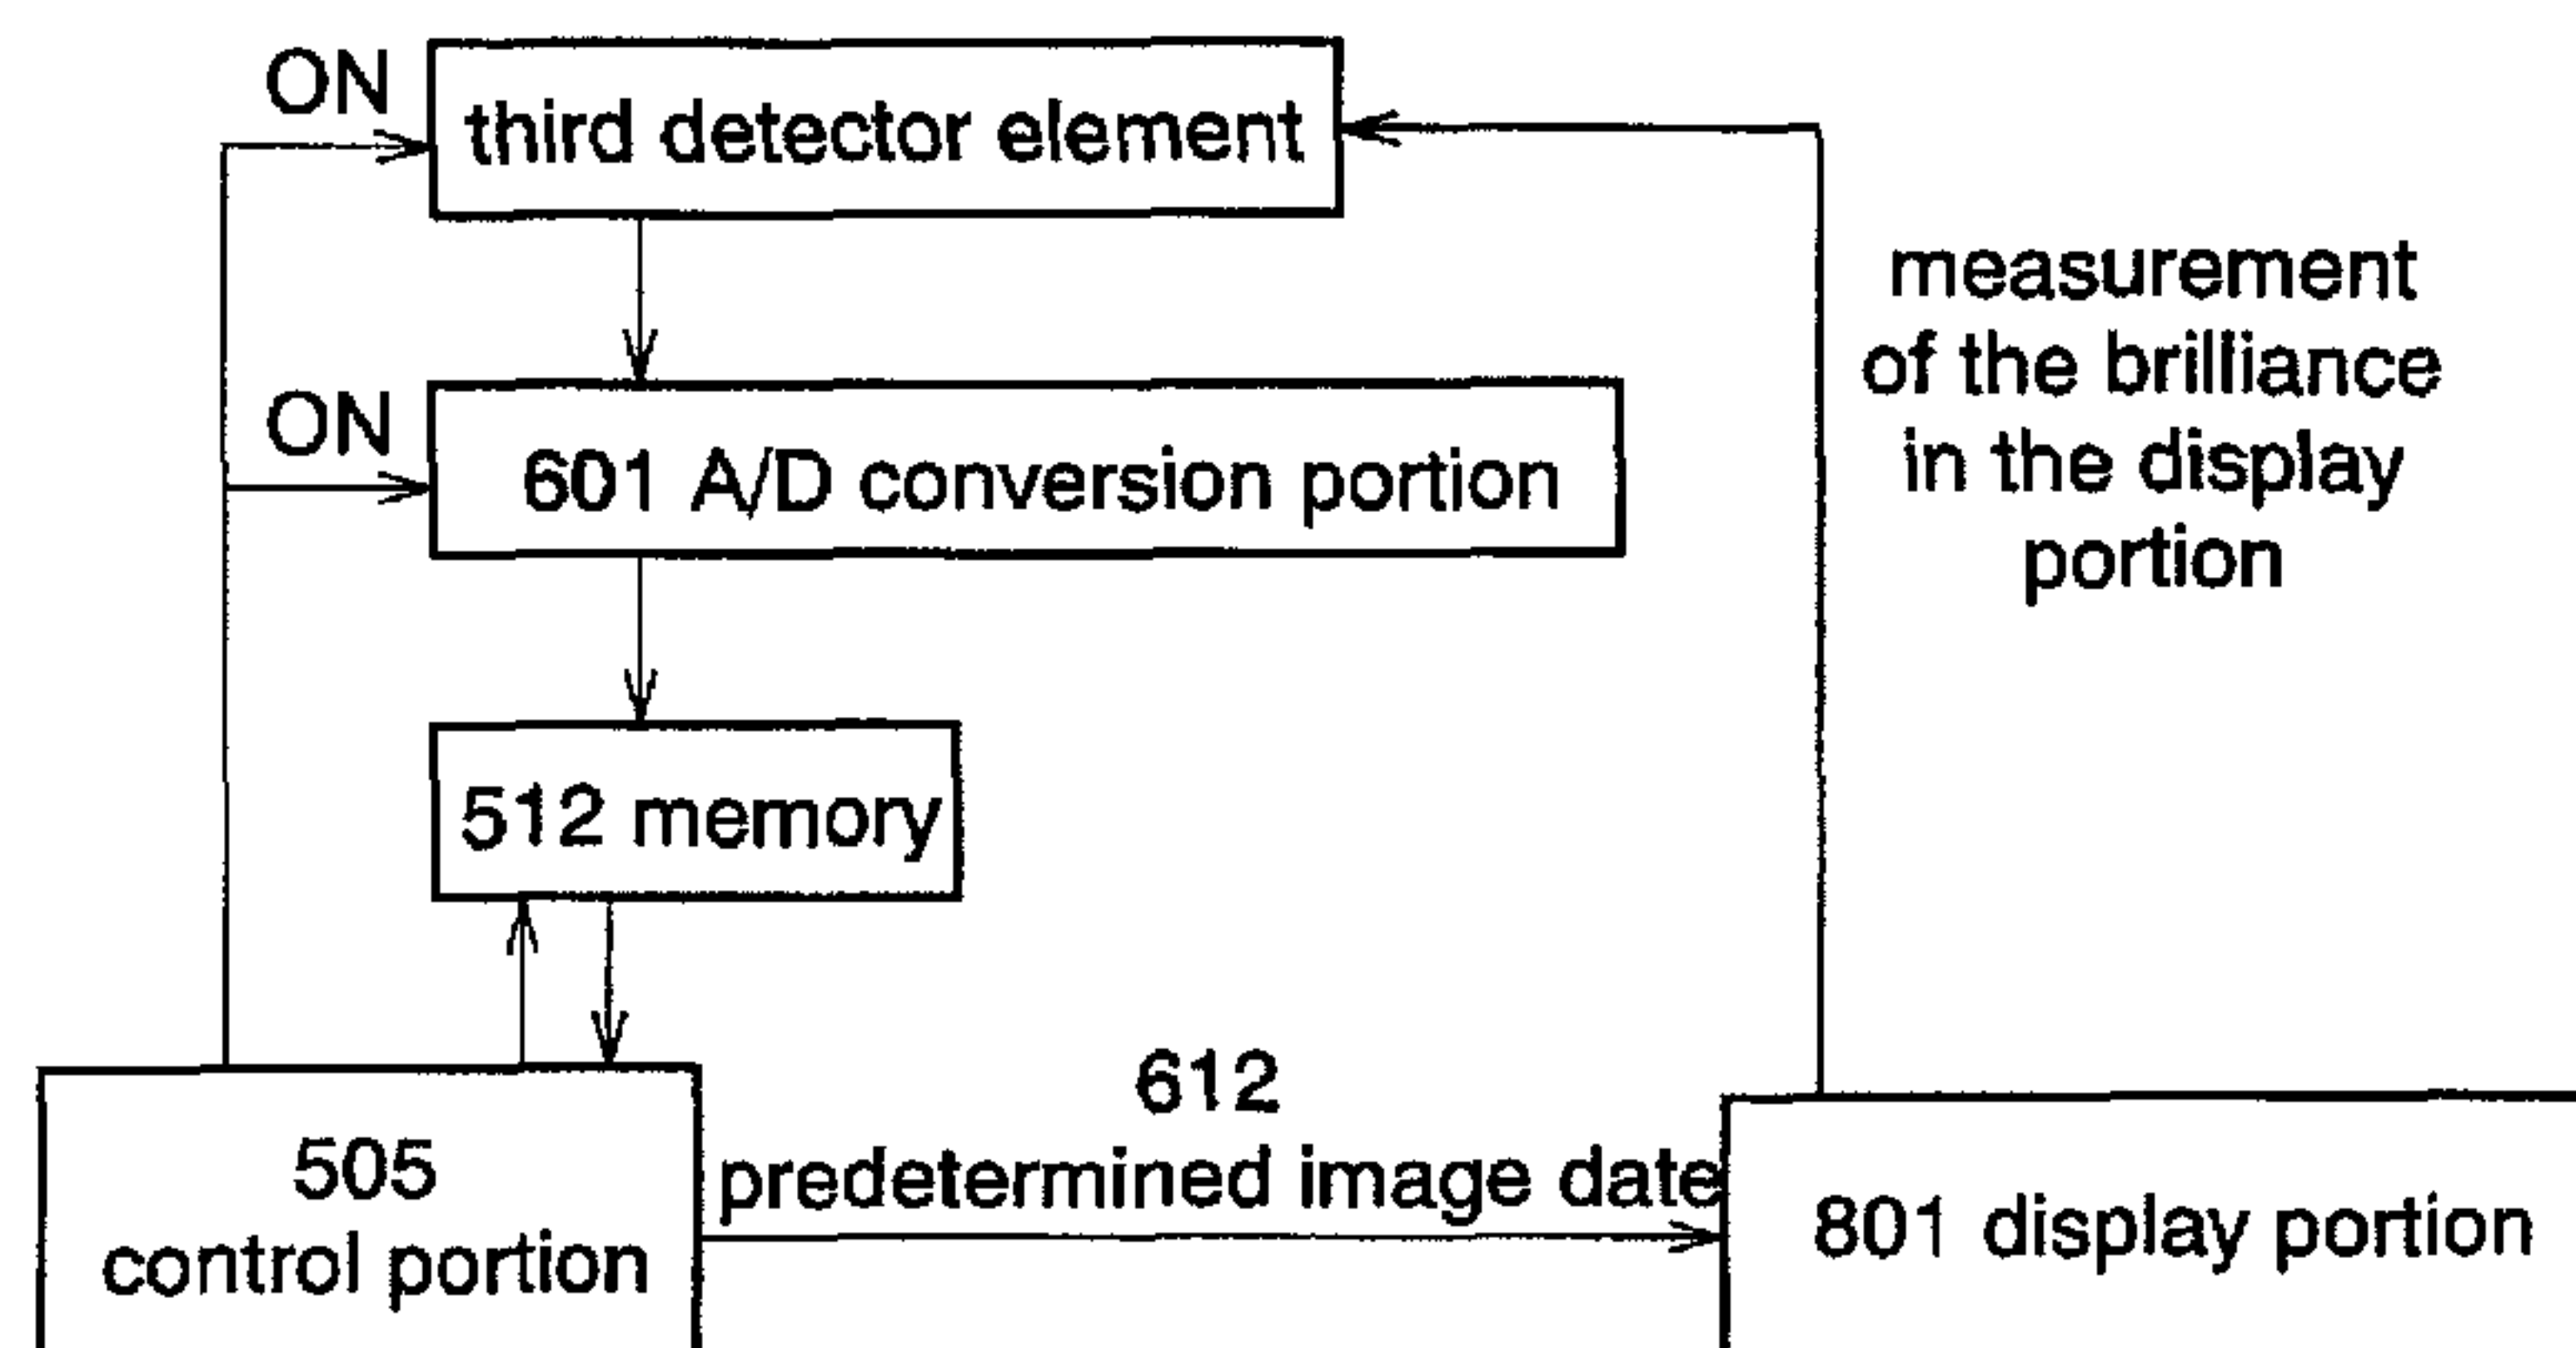 ON
third detector element
measurement
of the brilliance
in the display
portion
ON
601 A/D conversion portion
512 memory
612
predetermined image date
505
control portion
801 display portion